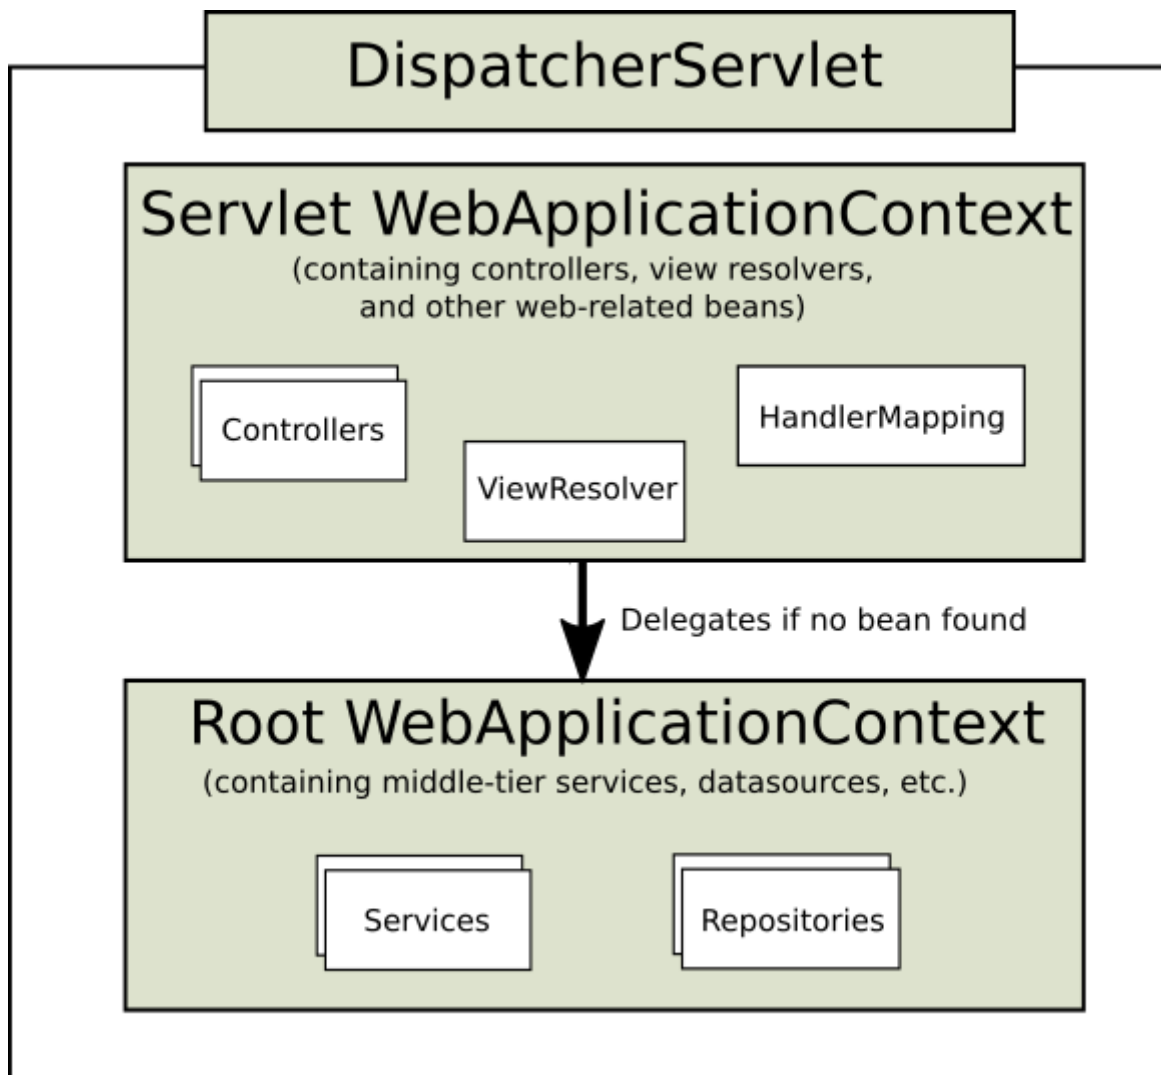 DispatcherServlet
Servlet WebApplicationContext
(containing controllers, view resolvers,
and other web-related beans)
Controllers
HandlerMapping
ViewResolver
Delegates if no bean found
Root WebApplicationContext
(containing middle-tier services, datasources, etc.)
Services
Repositories